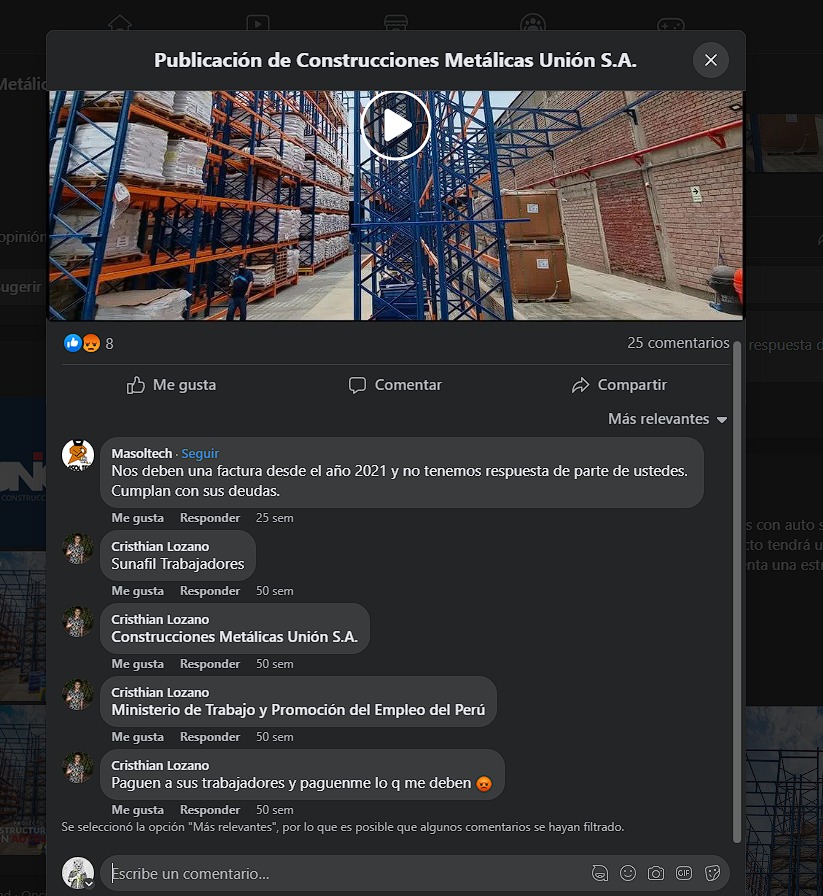 Publicación de Construcciones Metálicas Unión S.A.
Metálic
opinión
ugerir
8
25 comentarios
respuesta d
Me gusta
Comentar
Compartir
Más relevantes
Masoltech · Seguir
Nos deben una factura desde el año 2021 y no tenemos respuesta de parte de ustedes.
Cumplan con sus deudas.
Me gusta Responder 25 sem
CONSTRUCC
s con auto s
cto tendrá u
nta una estr
Cristhian Lozano
Sunafil Trabajadores
Me gusta Responder 50 sem
Cristhian Lozano
Construcciones Metálicas Unión S.A.
Me gusta Responder 50 sem
Cristhian Lozano
Ministerio de Trabajo y Promoción del Empleo del Perú
Me gusta Responder 50 sem
Cristhian Lozano
Paguen a sus trabajadores y paguenme lo q me deben 😡
Me gusta Responder 50 sem
Se seleccionó la opción "Más relevantes", por lo que es posible que algunos comentarios se hayan filtrado.
Escribe un comentario...
GIF